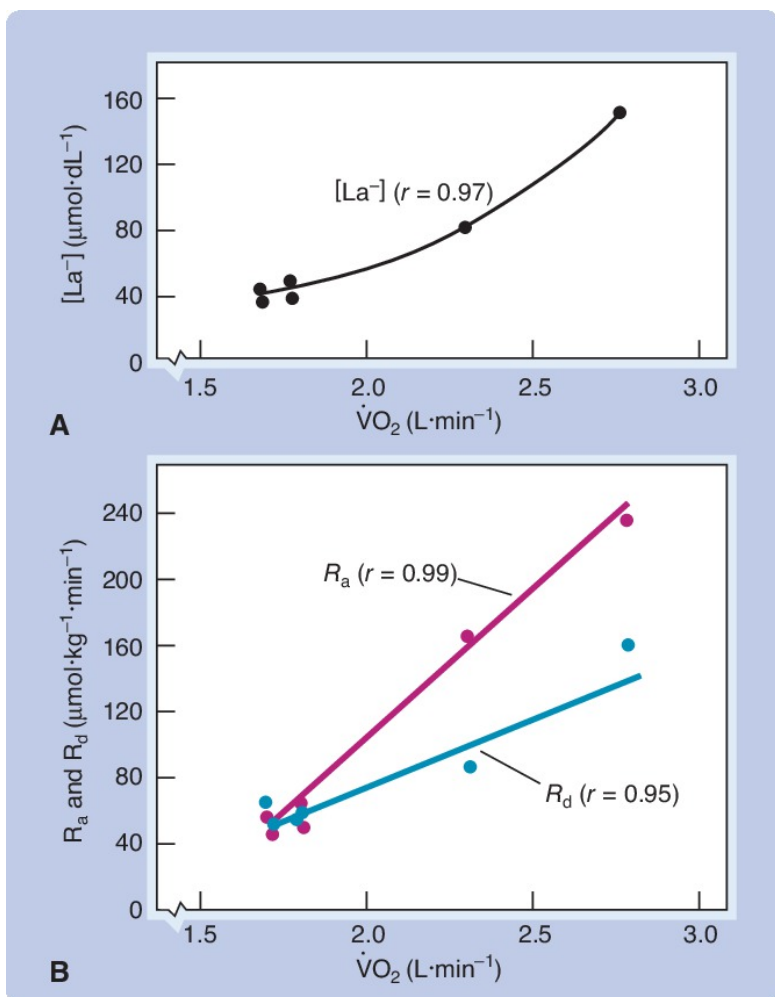 160
120
80
40
0
[La⁻] (µmol·dL⁻¹)
[La⁻] (r = 0.97)
1.5 2.0 2.5 3.0
V̇O₂ (L·min⁻¹)
A
240
200
160
120
80
40
0
Rₐ and R_d (µmol·kg⁻¹·min⁻¹)
Rₐ (r = 0.99)
R_d (r = 0.95)
1.5 2.0 2.5 3.0
V̇O₂ (L·min⁻¹)
B